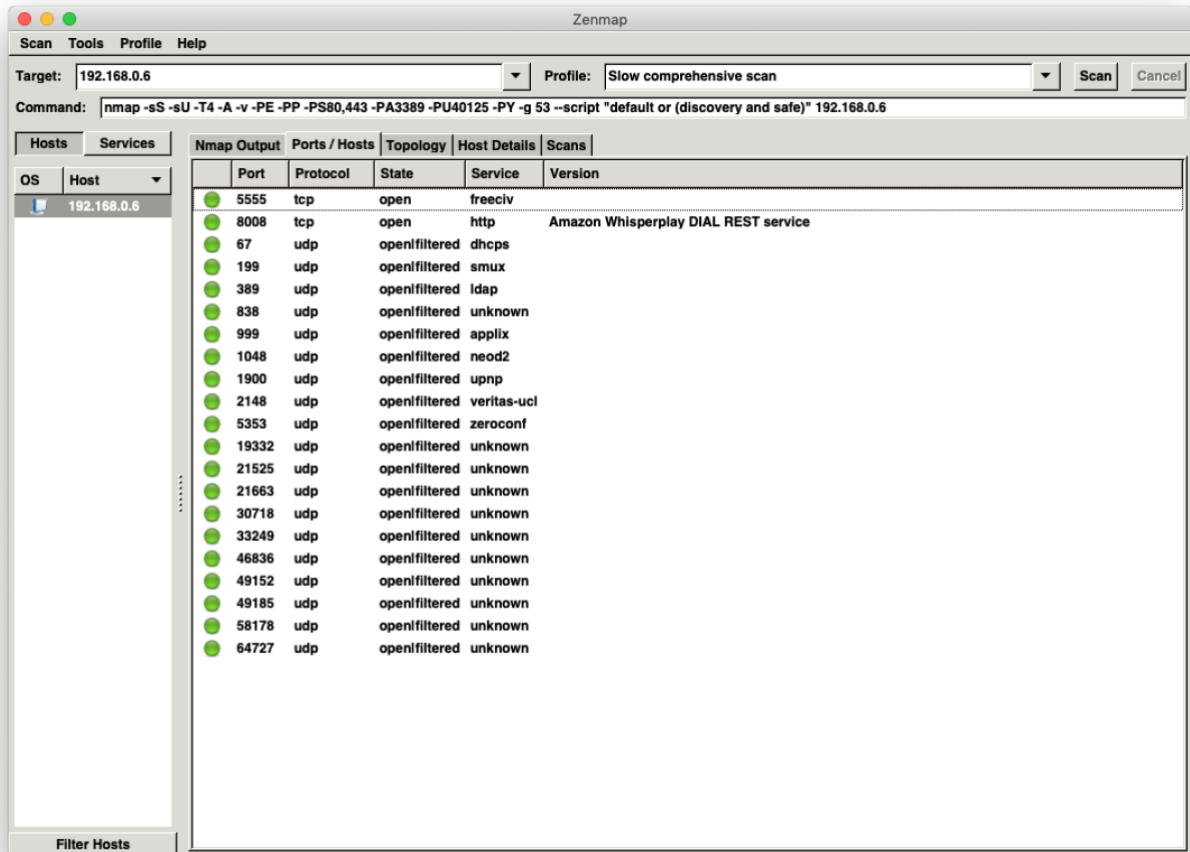 Zenmap
Scan Tools Profile Help
Target: 192.168.0.6 Profile: Slow comprehensive scan Scan Cancel
Command: nmap -sS -sU -T4 -A -v -PE -PP -PS80,443 -PA3389 -PU40125 -PY -g 53 --script "default or (discovery and safe)" 192.168.0.6
Hosts Services Nmap Output Ports / Hosts Topology Host Details Scans
OS Host Port Protocol State Service Version
192.168.0.6 5555 tcp open freeciv
8008 tcp open http Amazon Whisperplay DIAL REST service
67 udp open|filtered dhcps
199 udp open|filtered smux
389 udp open|filtered ldap
838 udp open|filtered unknown
999 udp open|filtered applix
1048 udp open|filtered neod2
1900 udp open|filtered upnp
2148 udp open|filtered veritas-ucl
5353 udp open|filtered zeroconf
19332 udp open|filtered unknown
21525 udp open|filtered unknown
21663 udp open|filtered unknown
30718 udp open|filtered unknown
33249 udp open|filtered unknown
46836 udp open|filtered unknown
49152 udp open|filtered unknown
49185 udp open|filtered unknown
58178 udp open|filtered unknown
64727 udp open|filtered unknown
Filter Hosts